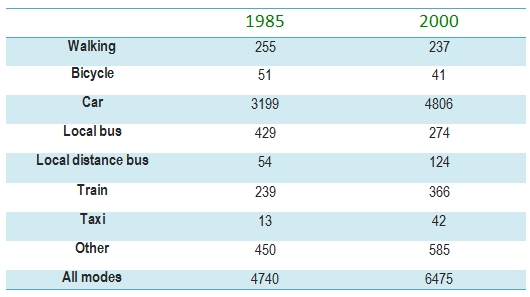 1985 2000
Walking 255 237
Bicycle 51 41
Car 3199 4806
Local bus 429 274
Local distance bus 54 124
Train 239 366
Taxi 13 42
Other 450 585
All modes 4740 6475